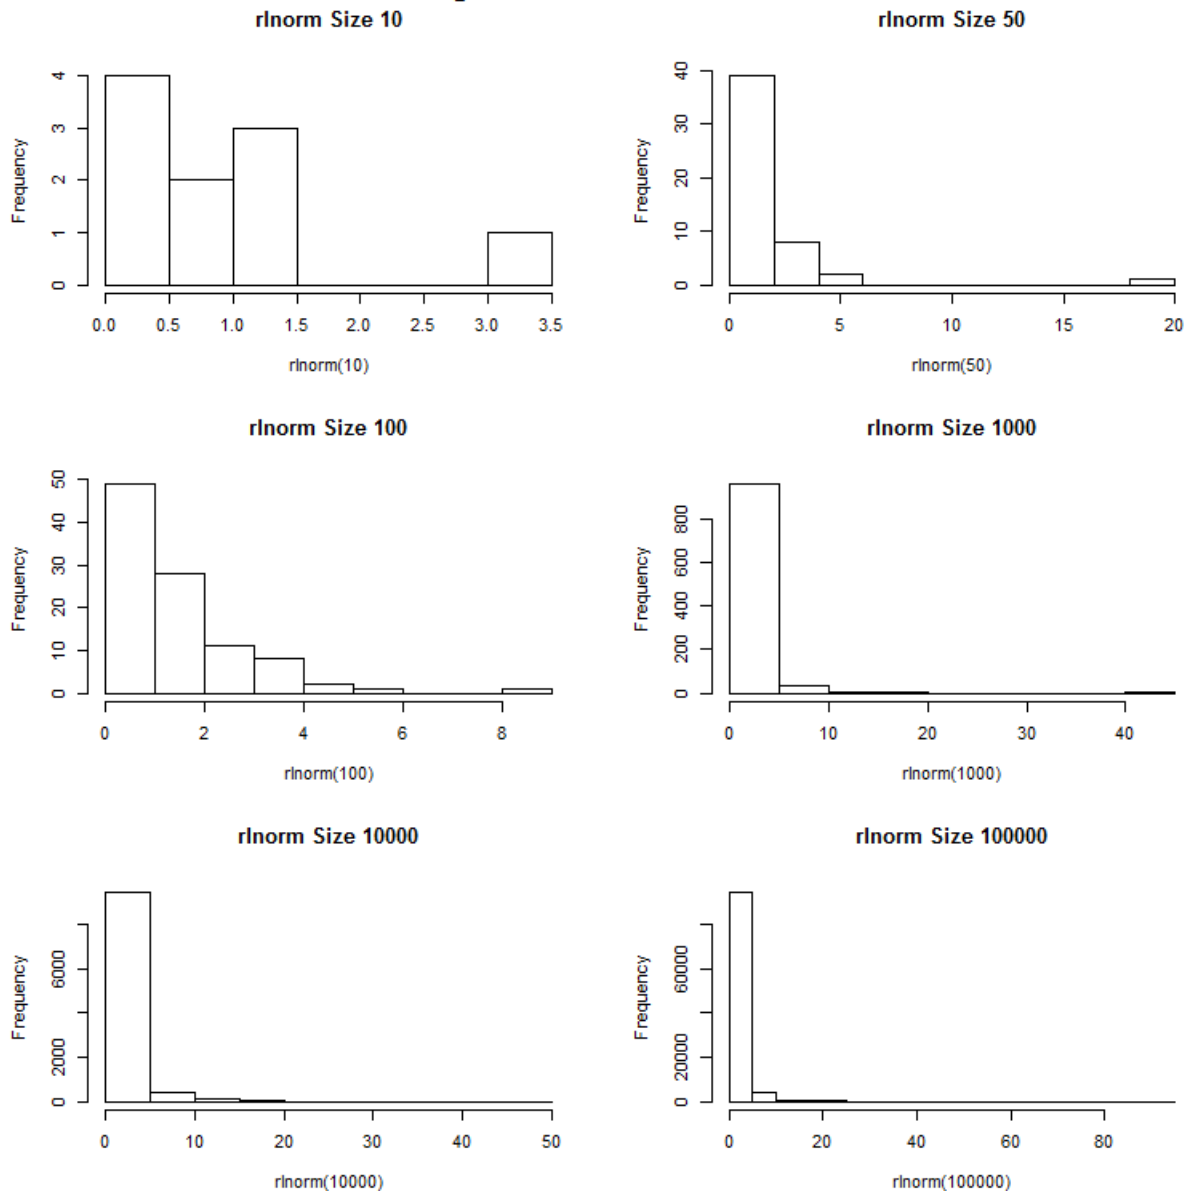 rlnorm Size 10
4
3
2
1
0
Frequency
0.0 0.5 1.0 1.5 2.0 2.5 3.0 3.5
rlnorm(10)
rlnorm Size 50
40
30
20
10
0
Frequency
0 5 10 15 20
rlnorm(50)
rlnorm Size 100
50
40
30
20
10
0
Frequency
0 2 4 6 8
rlnorm(100)
rlnorm Size 1000
800
600
400
200
0
Frequency
0 10 20 30 40
rlnorm(1000)
rlnorm Size 10000
6000
2000
0
Frequency
0 10 20 30 40 50
rlnorm(10000)
rlnorm Size 100000
60000
20000
0
Frequency
0 20 40 60 80
rlnorm(100000)